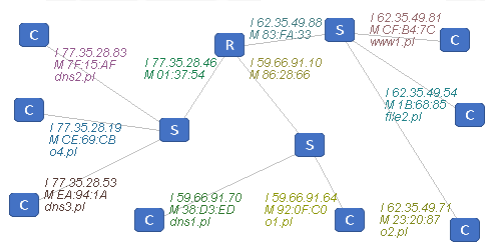 I 62.35.49.88
M 83/FA:33
I 62.35.49.81
M CF:B4:7C
www1.pl
C
R
S
C
I 77.35.28.83
M 7F:15:AF
dns2.pl
I 77.35.28.46
M 01:37:54
I 59.66.91.10
M 86:28:66
I 62.35.49.54
M 1B:68:85
file2.pl
C
C
I 77.35.28.19
M CE:69:CB
o4.pl
S
S
I 77.35.28.53
M EA:94:1A
dns3.pl
C
I 59.66.91.70
M 38:D3:ED
dns1.pl
C
I 59.66.91.64
M 92:0F:C0
o1.pl
C
I 62.35.49.71
M 23:20:87
o2.pl
C